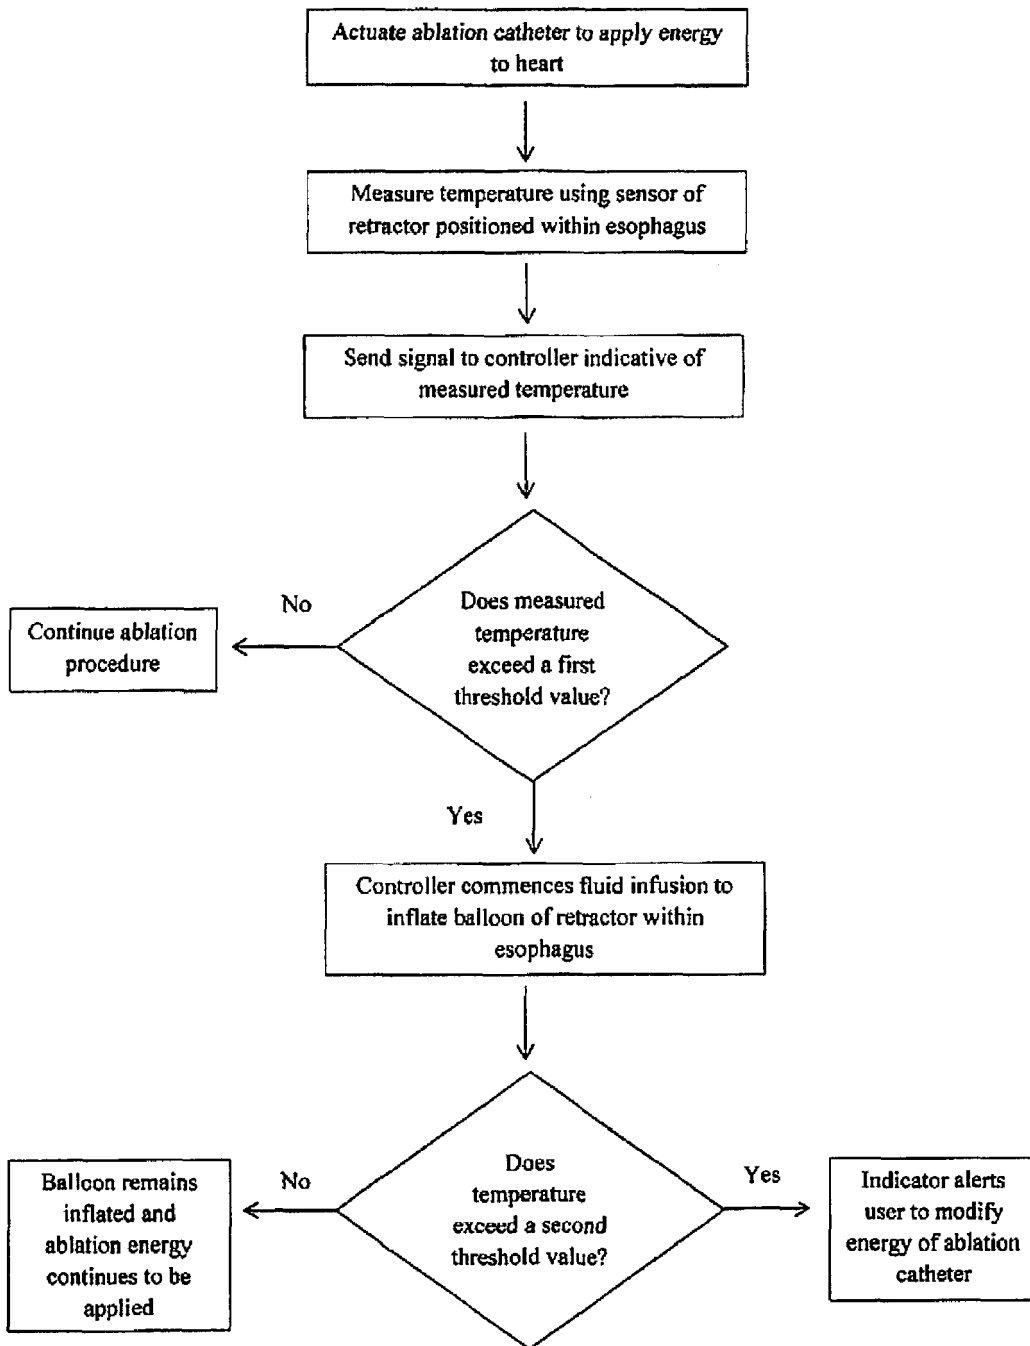 Actuate ablation catheter to apply energy
to heart
Measure temperature using sensor of
retractor positioned within esophagus
Send signal to controller indicative of
measured temperature
Does measured
temperature
exceed a first
threshold value?
No
Continue ablation
procedure
Yes
Controller commences fluid infusion to
inflate balloon of retractor within
esophagus
Does
temperature
exceed a second
threshold value?
No
Balloon remains
inflated and
ablation energy
continues to be
applied
Yes
Indicator alerts
user to modify
energy of ablation
catheter